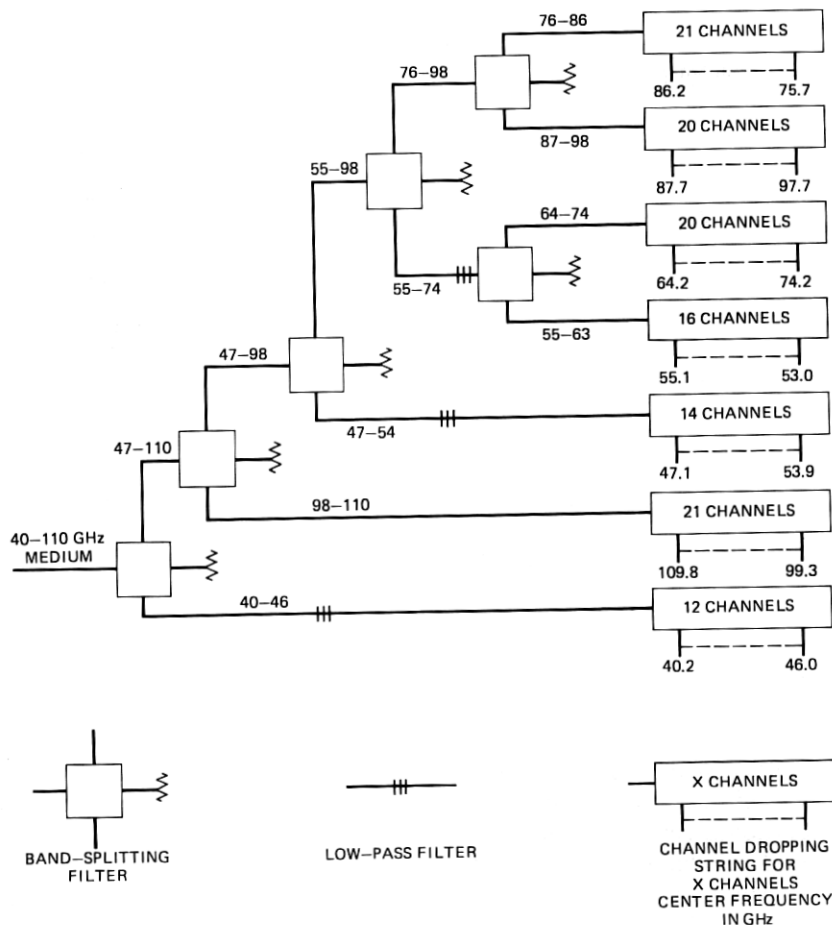 76–86
21 CHANNELS
86.2
75.7
76–98
87–98
20 CHANNELS
87.7
97.7
55–98
64–74
20 CHANNELS
64.2
74.2
55–74
55–63
16 CHANNELS
55.1
53.0
47–98
47–54
14 CHANNELS
47.1
53.9
47–110
98–110
21 CHANNELS
109.8
99.3
40–110 GHz
MEDIUM
40–46
12 CHANNELS
40.2
46.0
BAND–SPLITTING
FILTER
LOW–PASS FILTER
X CHANNELS
CHANNEL DROPPING
STRING FOR
X CHANNELS
CENTER FREQUENCY
IN GHz